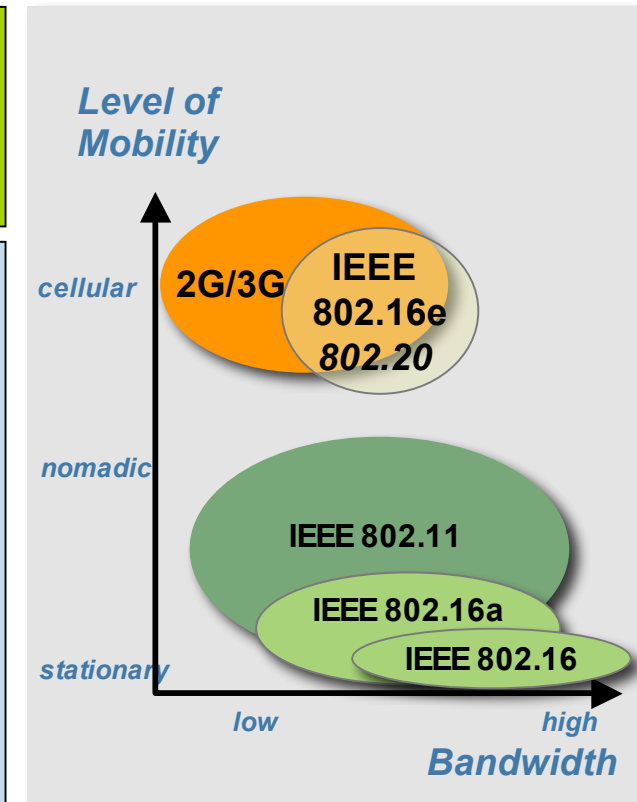 Level of
Mobility
cellular
2G/3G
IEEE
802.16e
802.20
nomadic
IEEE 802.11
IEEE 802.16a
IEEE 802.16
stationary
low
high
Bandwidth